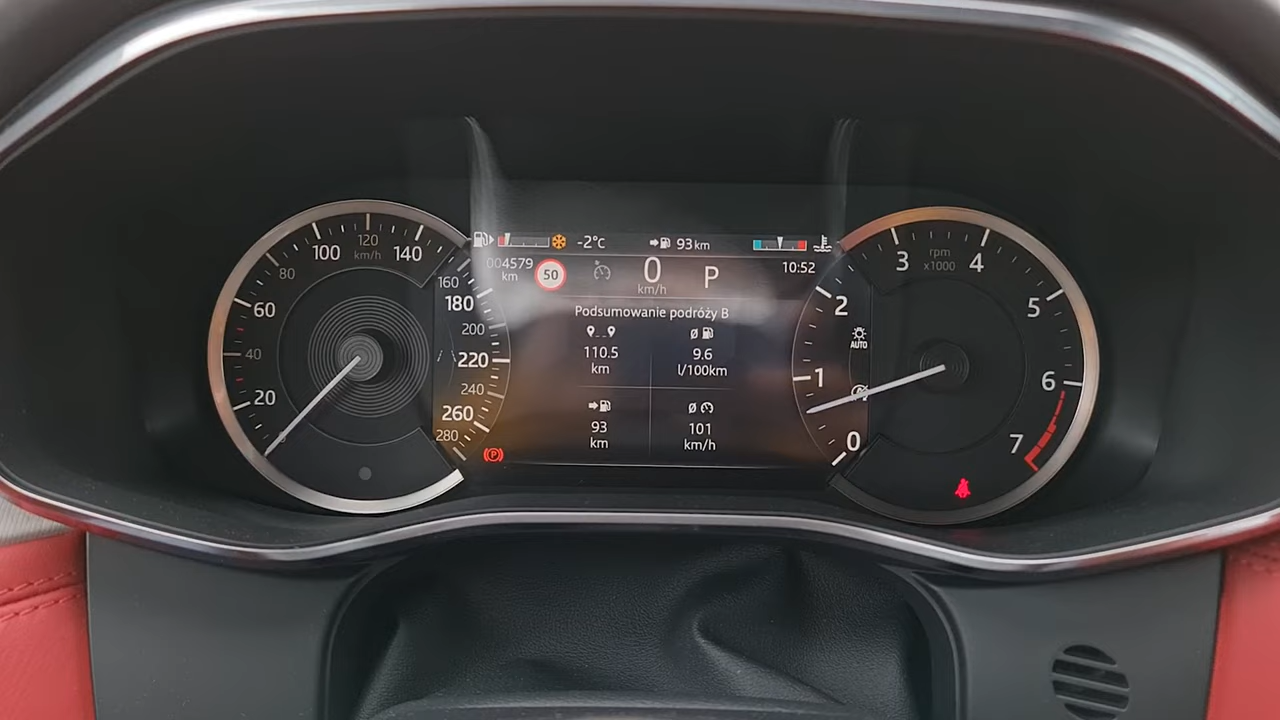 20
40
60
80
100
120
km/h
140
160
180
200
220
240
260
280
-2°C
93 km
004579
km
50
0
km/h
P
10:52
Podsumowanie podróży B
110.5
km
Ø
9.6
l/100km
93
km
Ø
101
km/h
P
AUTO
0
1
2
3
rpm
x1000
4
5
6
7